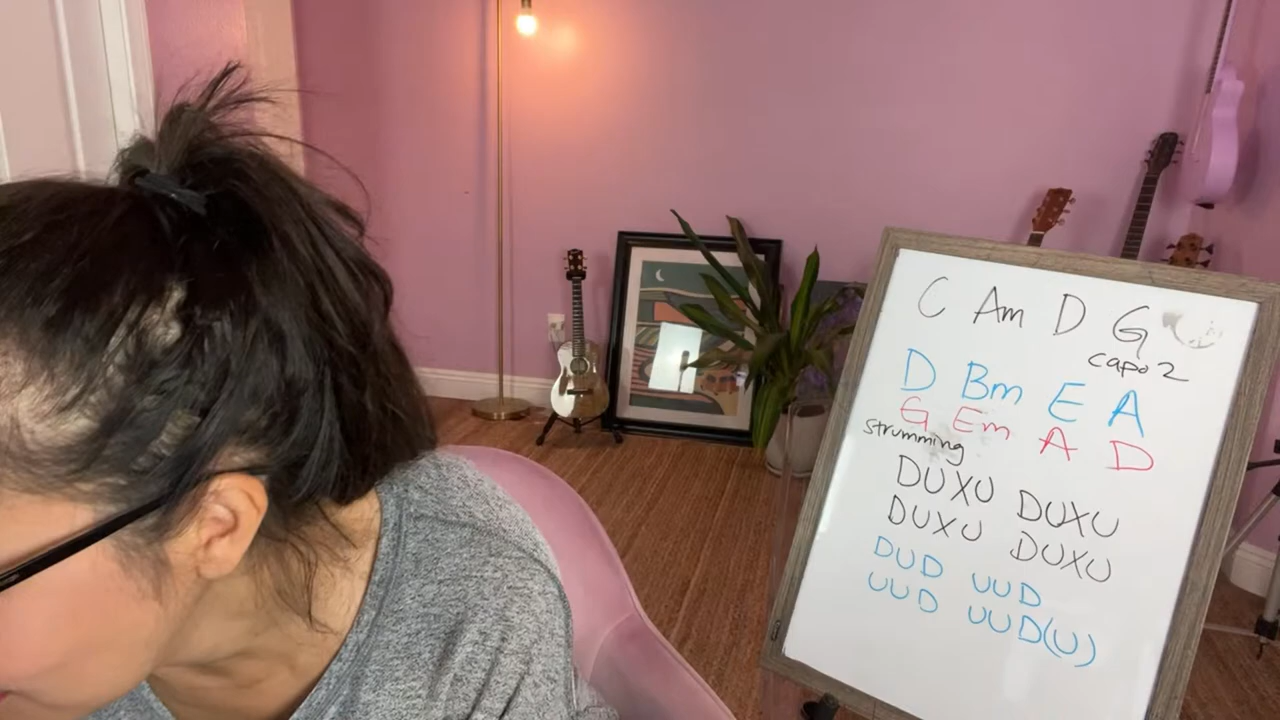 C Am D G
capo 2
D Bm E A
G Em A D
strumming
DUXU DUXU
DUXU DUXU
DUD UUD
UUD UUD(U)